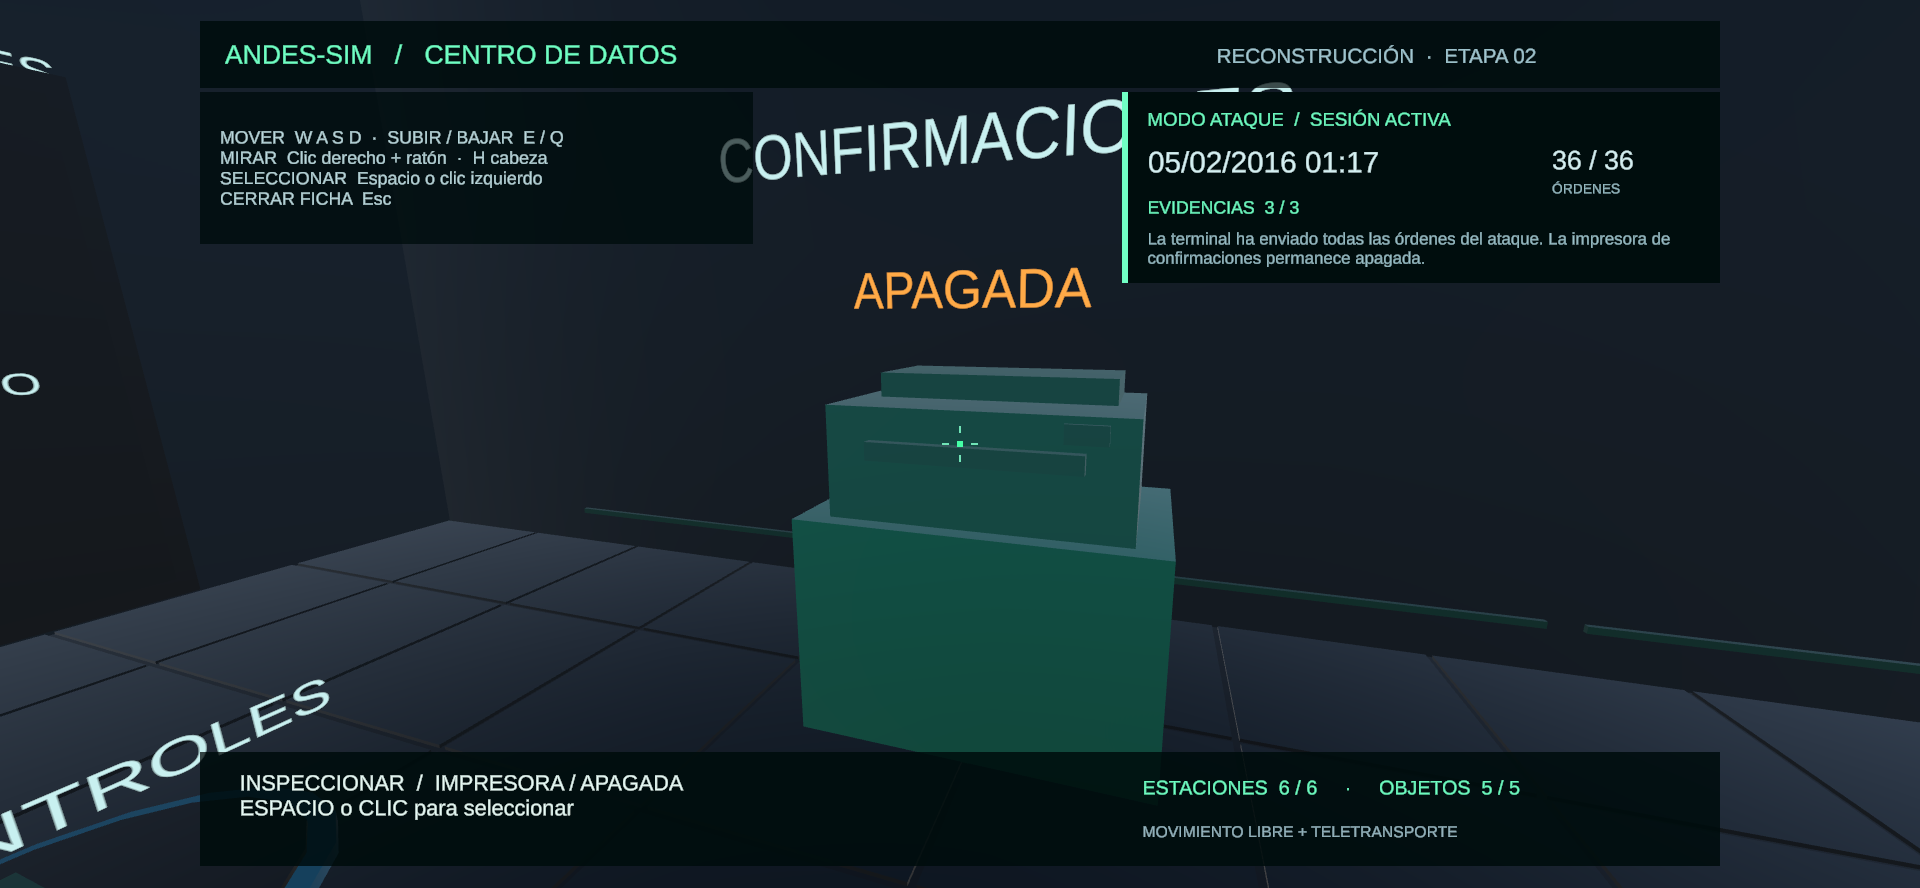 ANDES-SIM / CENTRO DE DATOS
RECONSTRUCCIÓN · ETAPA 02
MOVER W A S D · SUBIR / BAJAR E / Q
MIRAR Clic derecho + ratón · H cabeza
SELECCIONAR Espacio o clic izquierdo
CERRAR FICHA Esc
MODO ATAQUE / SESIÓN ACTIVA
05/02/2016 01:17
36 / 36
ÓRDENES
EVIDENCIAS 3 / 3
La terminal ha enviado todas las órdenes del ataque. La impresora de
confirmaciones permanece apagada.
CONFIRMACIO
APAGADA
O
NTROLES
INSPECCIONAR / IMPRESORA / APAGADA
ESPACIO o CLIC para seleccionar
ESTACIONES 6 / 6 · OBJETOS 5 / 5
MOVIMIENTO LIBRE + TELETRANSPORTE